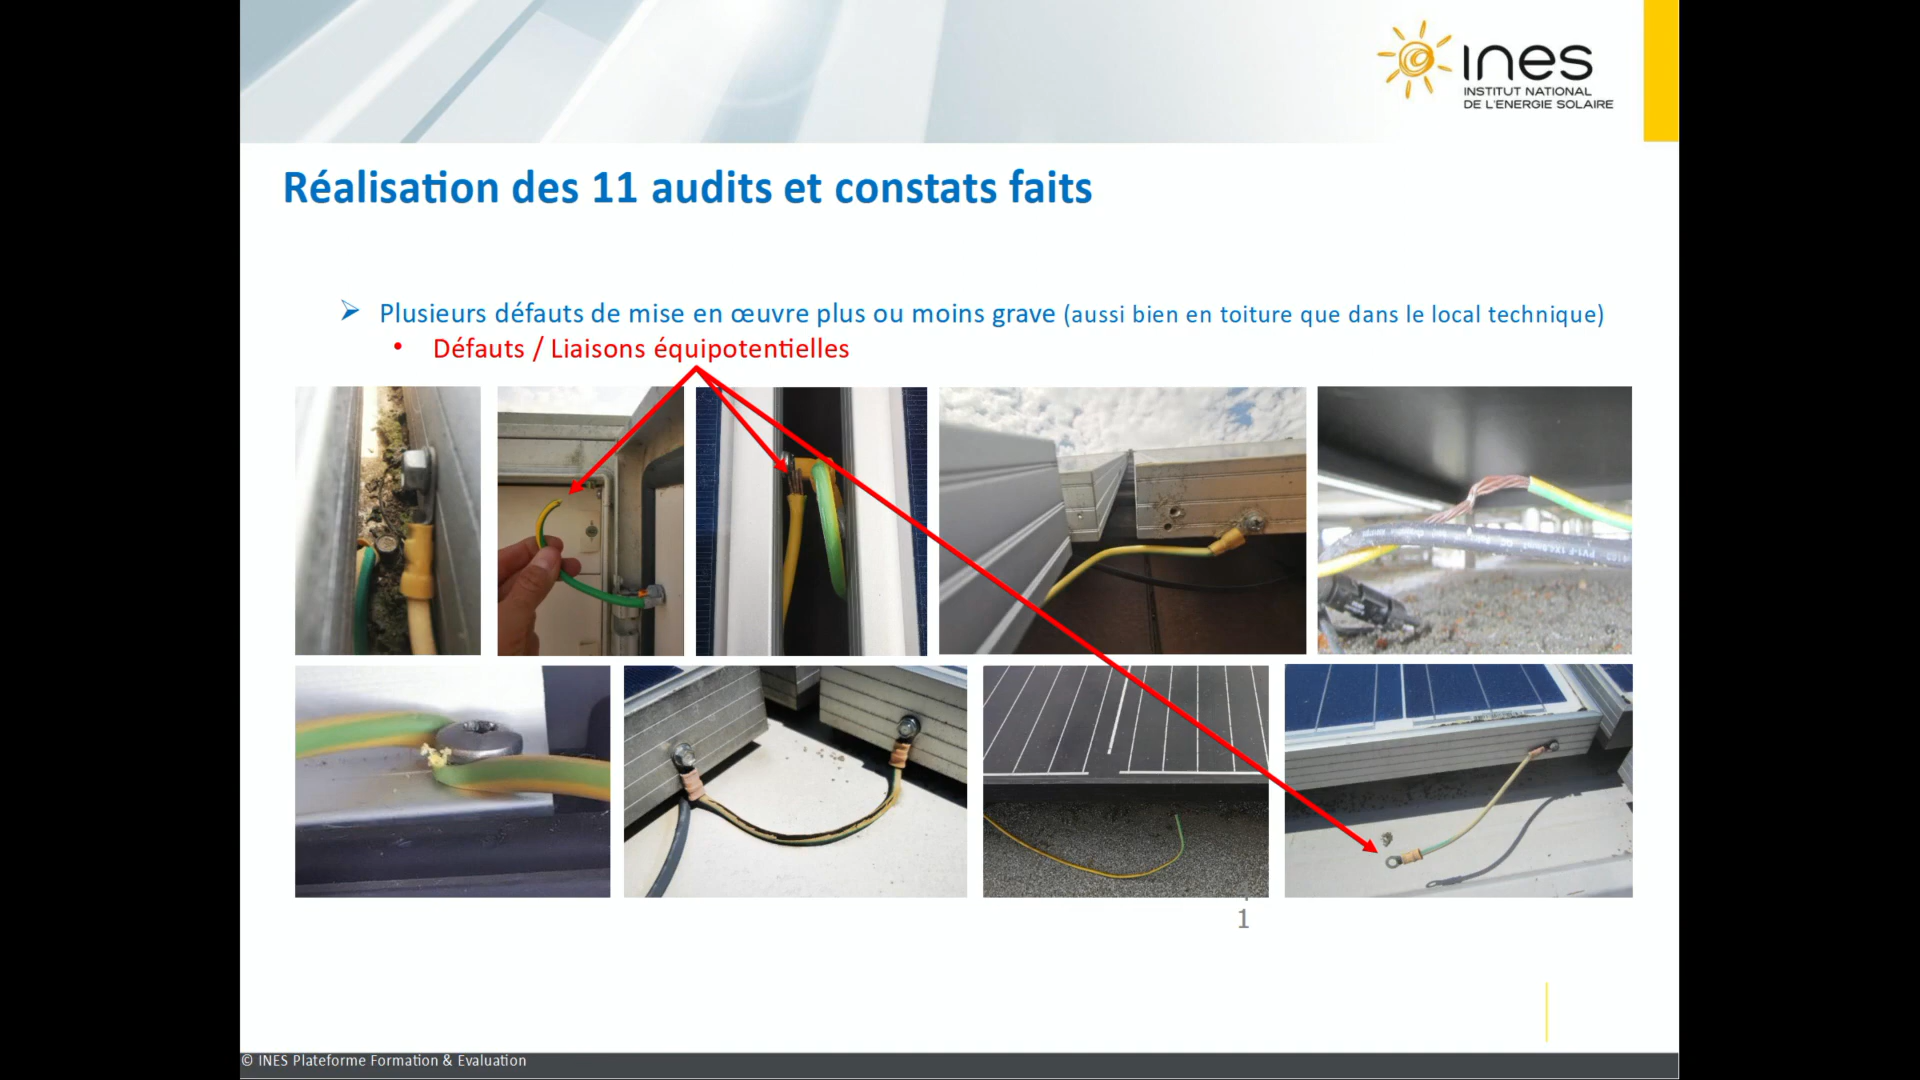 ines
INSTITUT NATIONAL
DE L'ENERGIE SOLAIRE
Réalisation des 11 audits et constats faits
Plusieurs défauts de mise en œuvre plus ou moins grave (aussi bien en toiture que dans le local technique)
Défauts / Liaisons équipotentielles
1
© INES Plateforme Formation & Evaluation